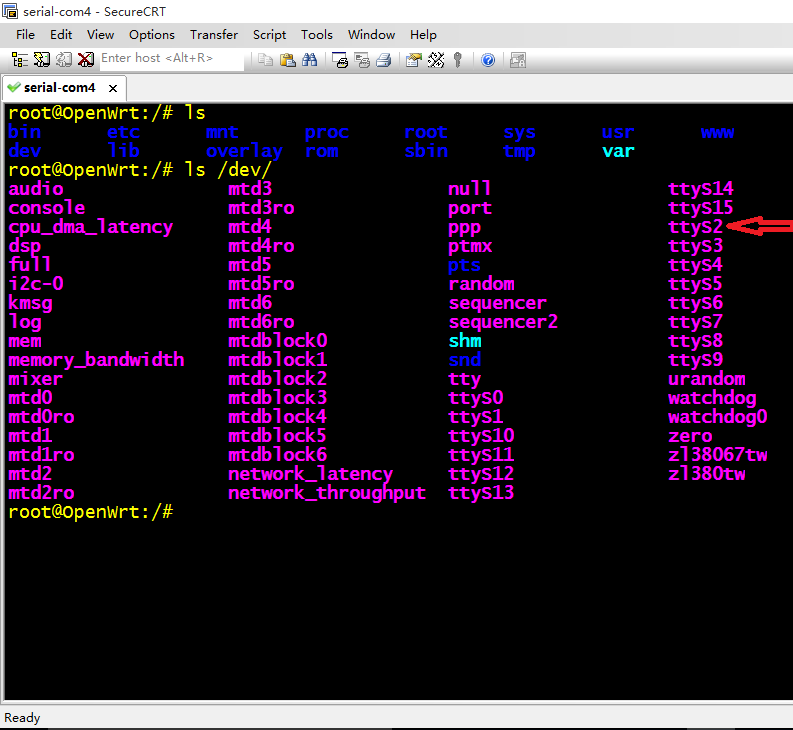 serial-com4 - SecureCRT
File Edit View Options Transfer Script Tools Window Help
Enter host <Alt+R>
serial-com4 x
root@OpenWrt:/# ls
bin etc mnt proc root sys usr www
dev lib overlay rom sbin tmp var
root@OpenWrt:/# ls /dev/
audio mtd3 null ttyS14
console mtd3ro port ttyS15
cpu_dma_latency mtd4 ppp ttyS2
dsp mtd4ro ptmx ttyS3
full mtd5 pts ttyS4
i2c-0 mtd5ro random ttyS5
kmsg mtd6 sequencer ttyS6
log mtd6ro sequencer2 ttyS7
mem mtdblock0 shm ttyS8
memory_bandwidth mtdblock1 snd ttyS9
mixer mtdblock2 tty urandom
mtd0 mtdblock3 ttyS0 watchdog
mtd0ro mtdblock4 ttyS1 watchdog0
mtd1 mtdblock5 ttyS10 zero
mtd1ro mtdblock6 ttyS11 zl38067tw
mtd2 network_latency ttyS12 zl380tw
mtd2ro network_throughput ttyS13
root@OpenWrt:/#
Ready